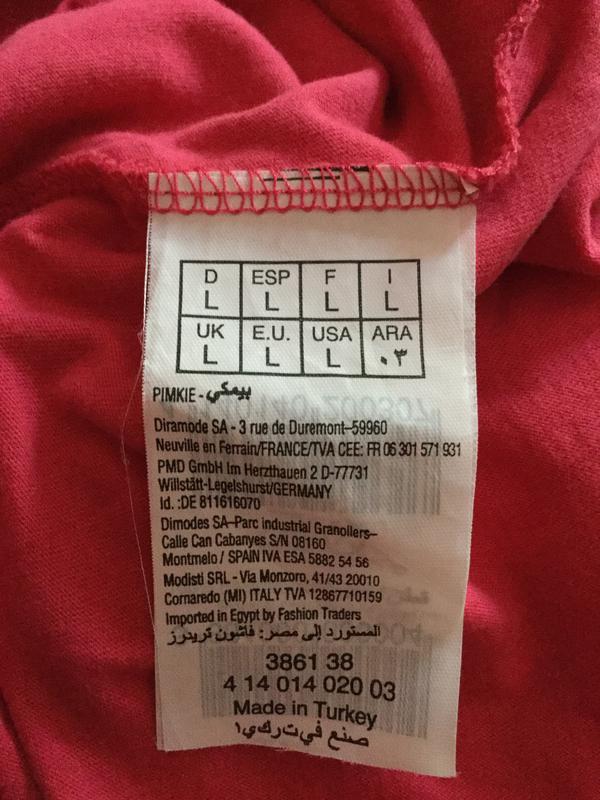 D ESP F I
L L L L
UK E.U. USA ARA
L L L ٠٣
PIMKIE - بيمكي
Diramode SA - 3 rue de Duremont–59960
Neuville en Ferrain/FRANCE/TVA CEE: FR 06 301 571 931
PMD GmbH Im Herzthauen 2 D-77731
Willstätt-Legelshurst/GERMANY
Id. :DE 811616070
Dimodes SA–Parc industrial Granollers–
Calle Can Cabanyes S/N 08160
Montmelo / SPAIN IVA ESA 5882 54 56
Modisti SRL - Via Monzoro, 41/43 20010
Cornaredo (MI) ITALY TVA 12867710159
Imported in Egypt by Fashion Traders
المستورد إلى مصر: فاشون تريدرز
3861 38
4 14 014 020 03
Made in Turkey
صنع في تركيا